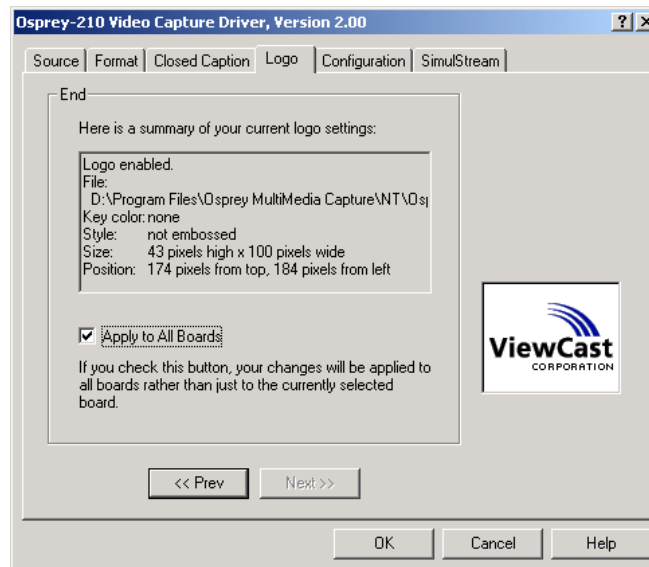 Osprey-210 Video Capture Driver, Version 2.00
Source Format Closed Caption Logo Configuration SimulStream
End
Here is a summary of your current logo settings:
Logo enabled.
File:
D:\Program Files\Osprey MultiMedia Capture\NT\Osp
Key color: none
Style: not embossed
Size: 43 pixels high x 100 pixels wide
Position: 174 pixels from top, 184 pixels from left
Apply to All Boards
If you check this button, your changes will be applied to
all boards rather than just to the currently selected
board.
ViewCast
CORPORATION
<< Prev Next >>
OK Cancel Help